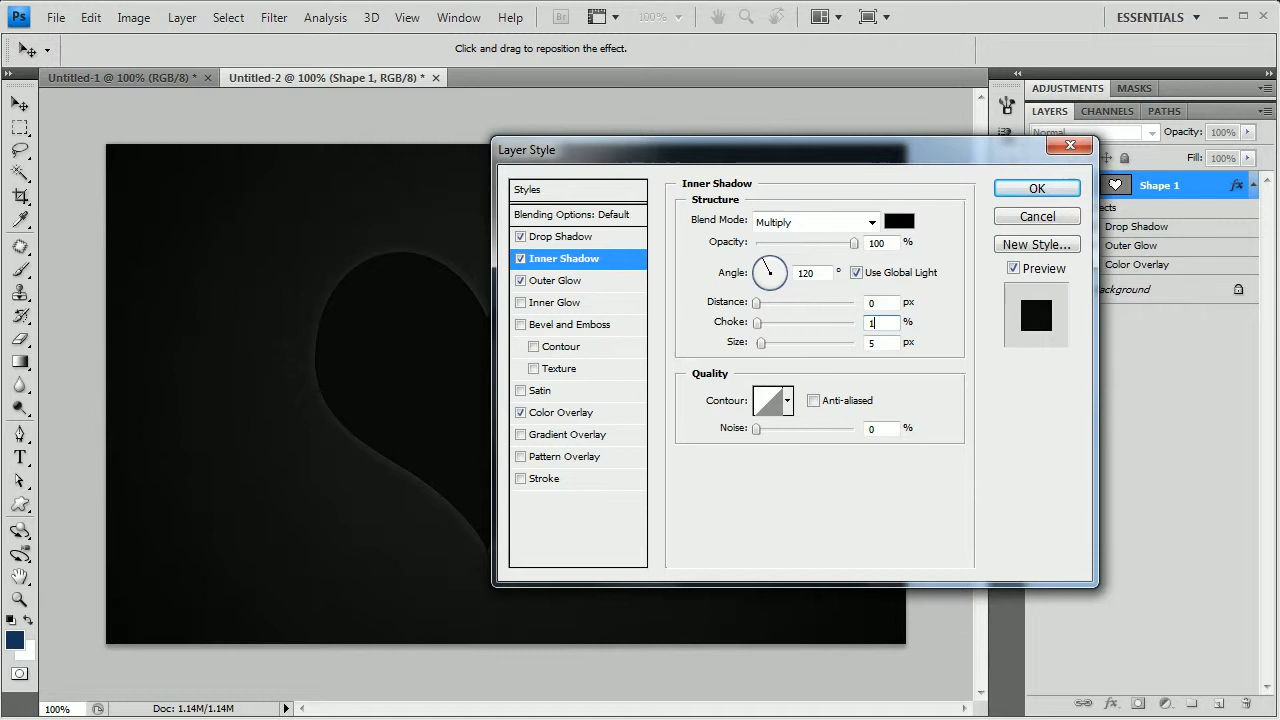 Ps File Edit Image Layer Select Filter Analysis 3D View Window Help Br 100% ESSENTIALS
Click and drag to reposition the effect.
Untitled-1 @ 100% (RGB/8) * × Untitled-2 @ 100% (Shape 1, RGB/8) * ×
ADJUSTMENTS MASKS
LAYERS CHANNELS PATHS
Normal Opacity: 100%
Fill: 100%
Shape 1 fx
Drop Shadow
Outer Glow
Color Overlay
Layer Style
Styles
Blending Options: Default
Drop Shadow
Inner Shadow
Outer Glow
Inner Glow
Bevel and Emboss
Contour
Texture
Satin
Color Overlay
Gradient Overlay
Pattern Overlay
Stroke
Inner Shadow
Structure
Blend Mode: Multiply
Opacity: 100 %
Angle: 120 ° Use Global Light
Distance: 0 px
Choke: 1 %
Size: 5 px
Quality
Contour: Anti-aliased
Noise: 0 %
OK
Cancel
New Style...
Preview
T
100% Doc: 1.14M/1.14M
fx